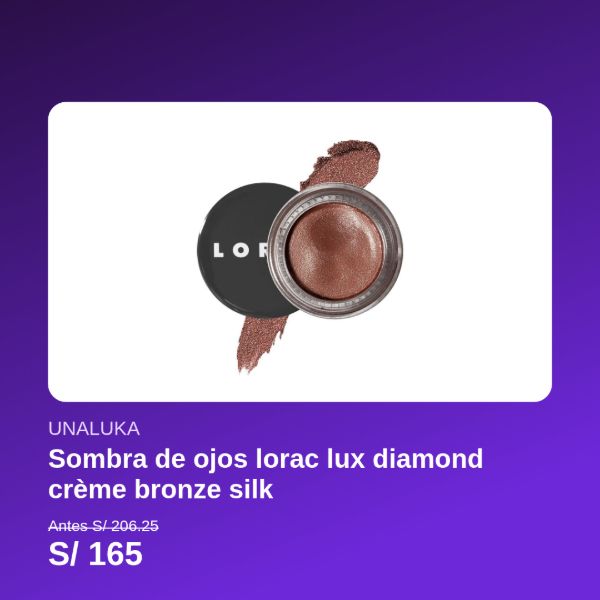 LOR
UNALUKA
Sombra de ojos lorac lux diamond
crème bronze silk
Antes S/ 206.25
S/ 165